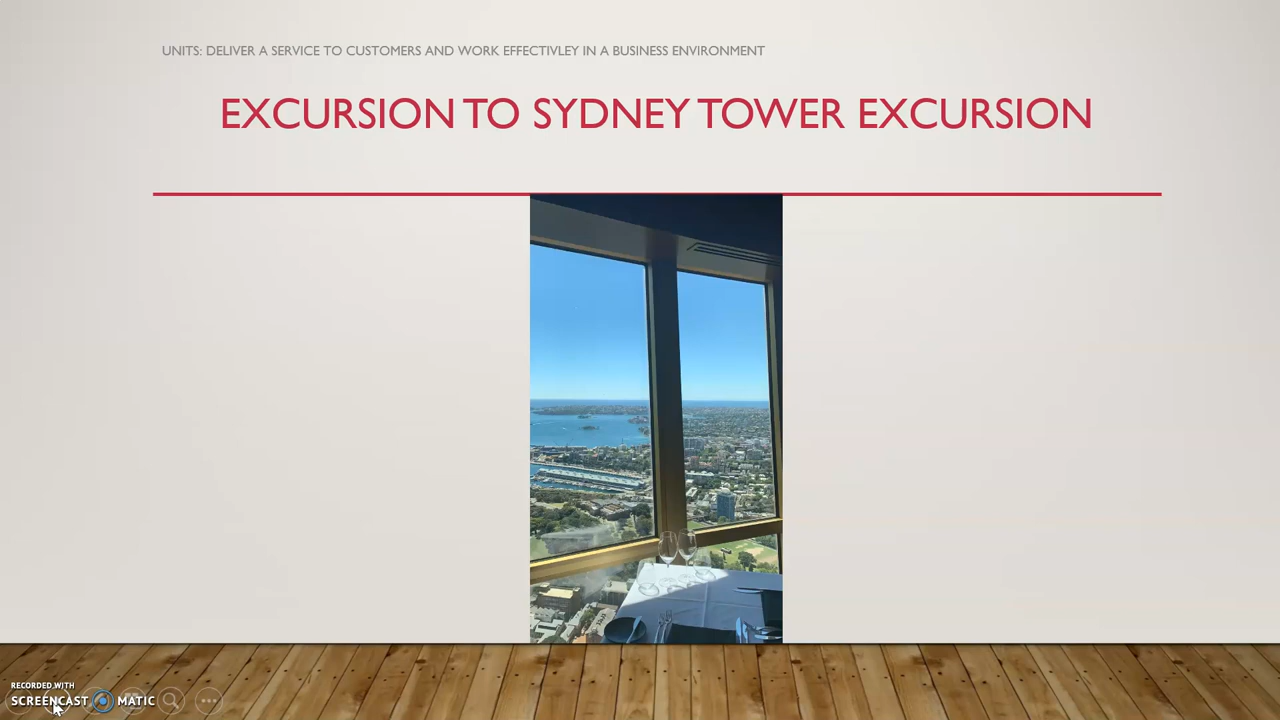 UNITS: DELIVER A SERVICE TO CUSTOMERS AND WORK EFFECTIVLEY IN A BUSINESS ENVIRONMENT
EXCURSION TO SYDNEY TOWER EXCURSION
RECORDED WITH
SCREENCAST MATIC